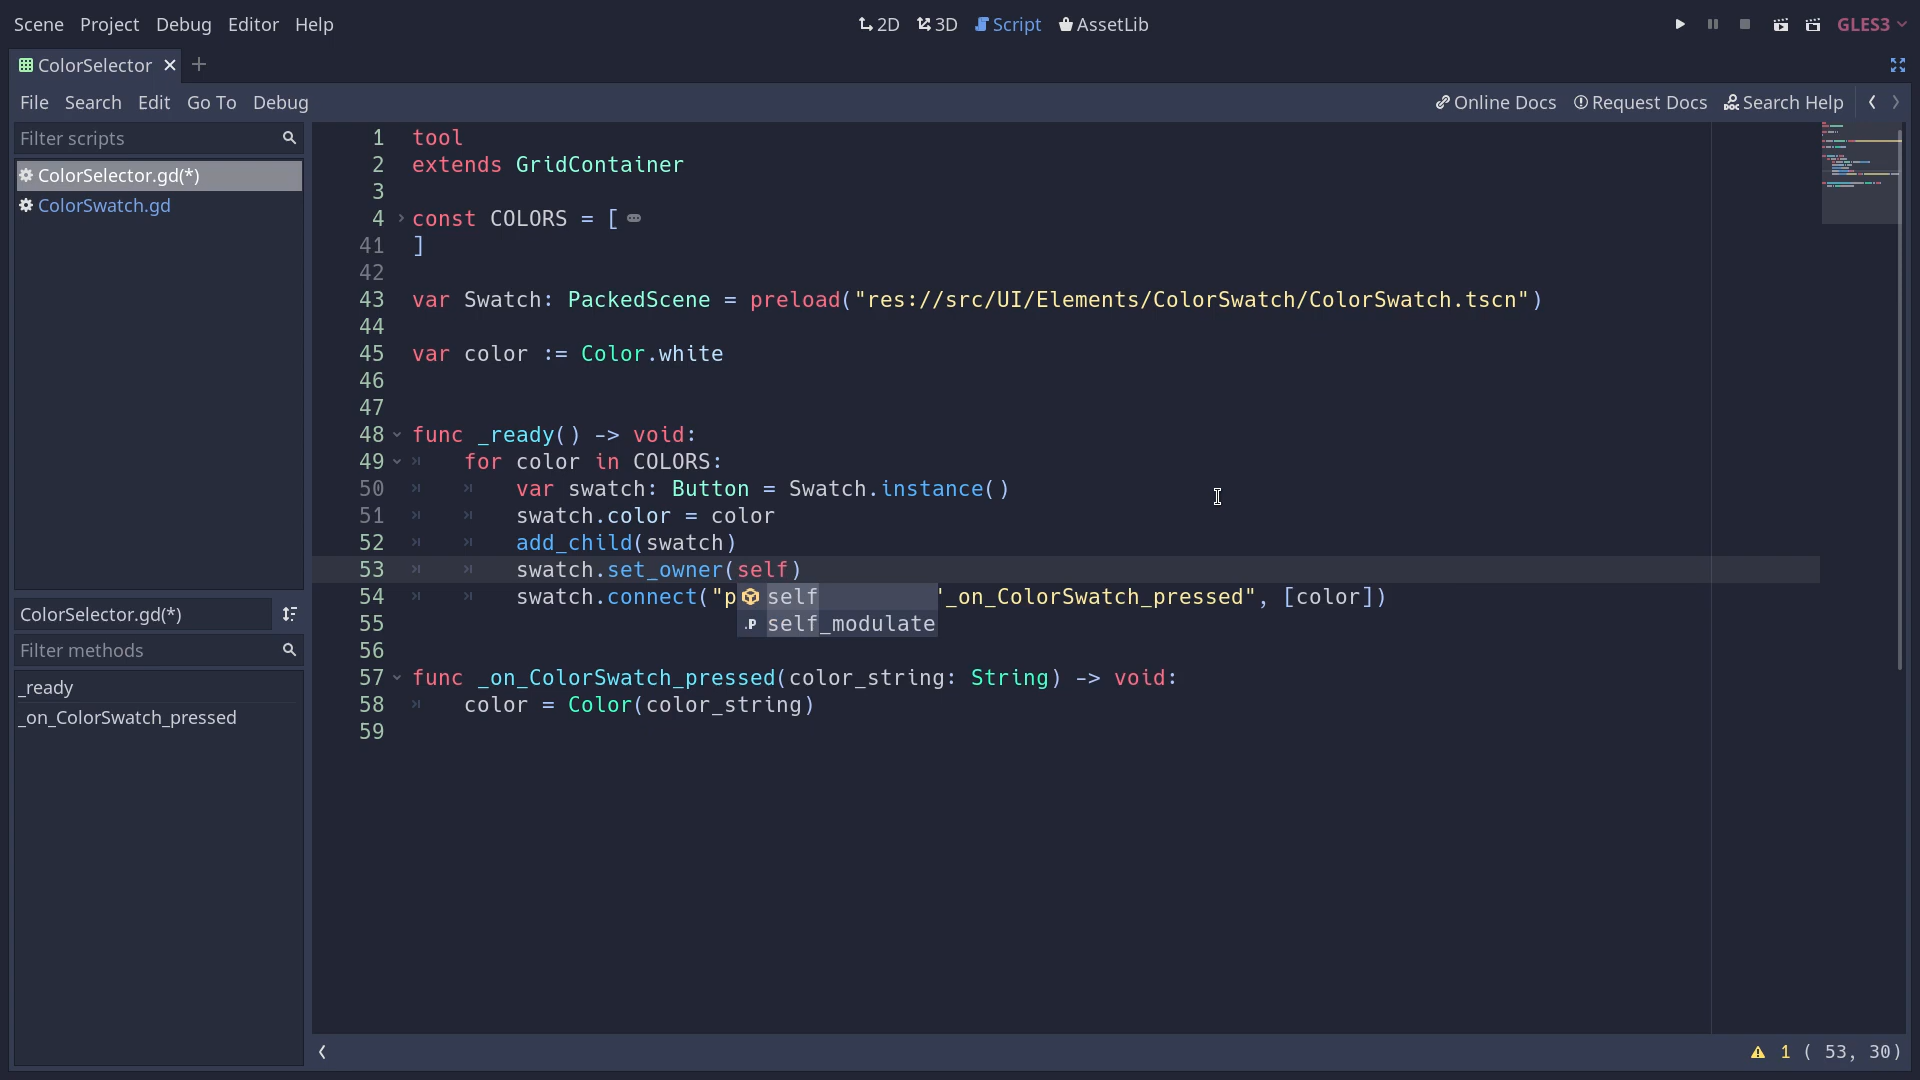 Scene Project Debug Editor Help 2D 3D Script AssetLib GLES3
ColorSelector
File Search Edit Go To Debug Online Docs Request Docs Search Help
Filter scripts
ColorSelector.gd(*)
ColorSwatch.gd
ColorSelector.gd(*)
Filter methods
_ready
_on_ColorSwatch_pressed
1 tool
2 extends GridContainer
3
4 const COLORS = [
41 ]
42
43 var Swatch: PackedScene = preload("res://src/UI/Elements/ColorSwatch/ColorSwatch.tscn")
44
45 var color := Color.white
46
47
48 func _ready() -> void:
49 for color in COLORS:
50 var swatch: Button = Swatch.instance()
51 swatch.color = color
52 add_child(swatch)
53 swatch.set_owner(self)
54 swatch.connect("p "_on_ColorSwatch_pressed", [color])
self
.P self_modulate
55
56
57 func _on_ColorSwatch_pressed(color_string: String) -> void:
58 color = Color(color_string)
59
1 ( 53, 30)